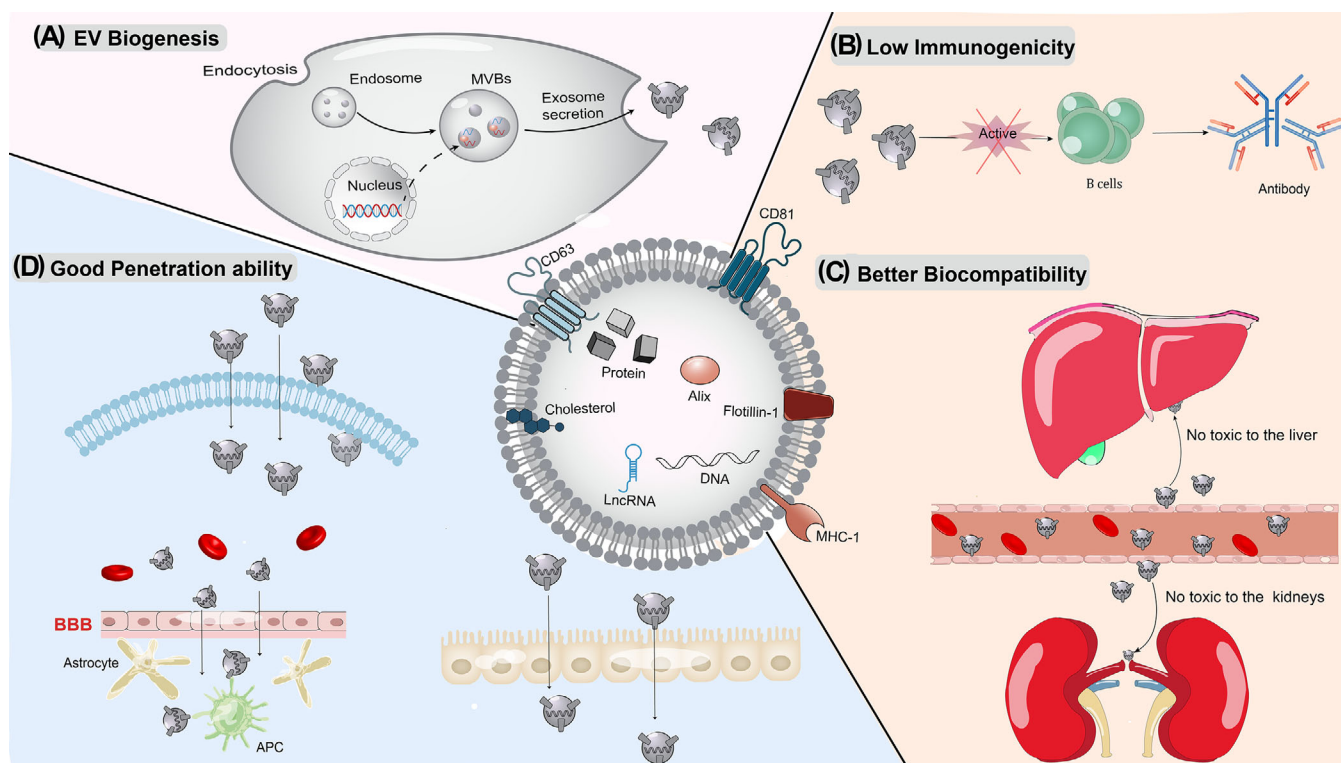 (A) EV Biogenesis
Endocytosis
Endosome
MVBs
Exosome
secretion
Nucleus
(B) Low Immunogenicity
Active
B cells
Antibody
(C) Better Biocompatibility
No toxic to the liver
No toxic to the kidneys
(D) Good Penetration ability
BBB
Astrocyte
APC
CD63
CD81
Protein
Alix
Cholesterol
Flotillin-1
LncRNA
DNA
MHC-1